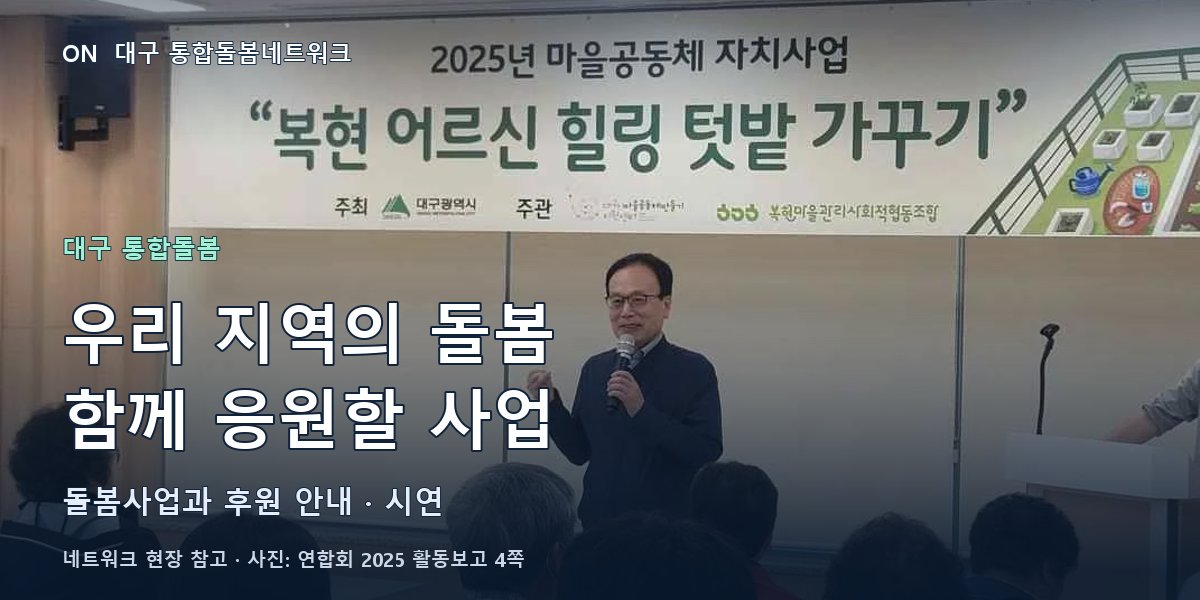 ON 대구 통합돌봄네트워크
2025년 마을공동체 자치사업
“복현 어르신 힐링 텃밭 가꾸기”
주최 대구광역시 주관 복현마을관리사회적협동조합
대구 통합돌봄
우리 지역의 돌봄
함께 응원할 사업
돌봄사업과 후원 안내 · 시연
네트워크 현장 참고 · 사진: 연합회 2025 활동보고 4쪽